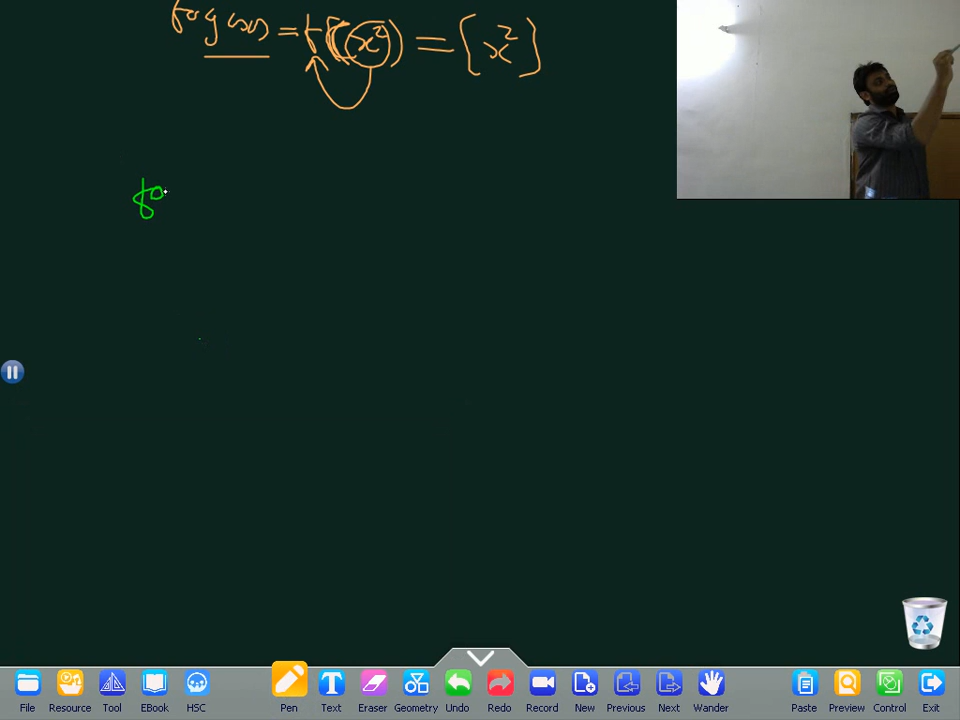 fog(x) = f(x²) = {x²}
fo
File Resource Tool EBook HSC Pen Text Eraser Geometry Undo Redo Record New Previous Next Wander Paste Preview Control Exit